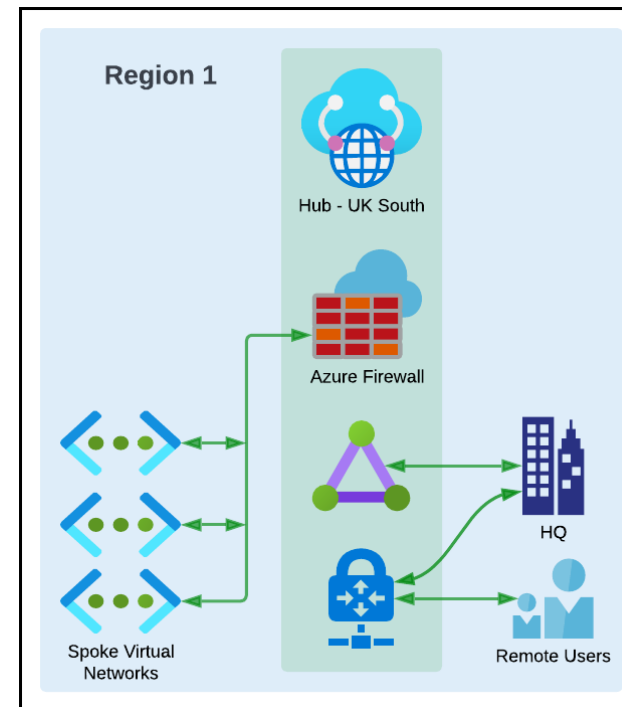 Region 1
Hub - UK South
Azure Firewall
HQ
Spoke Virtual
Networks
Remote Users